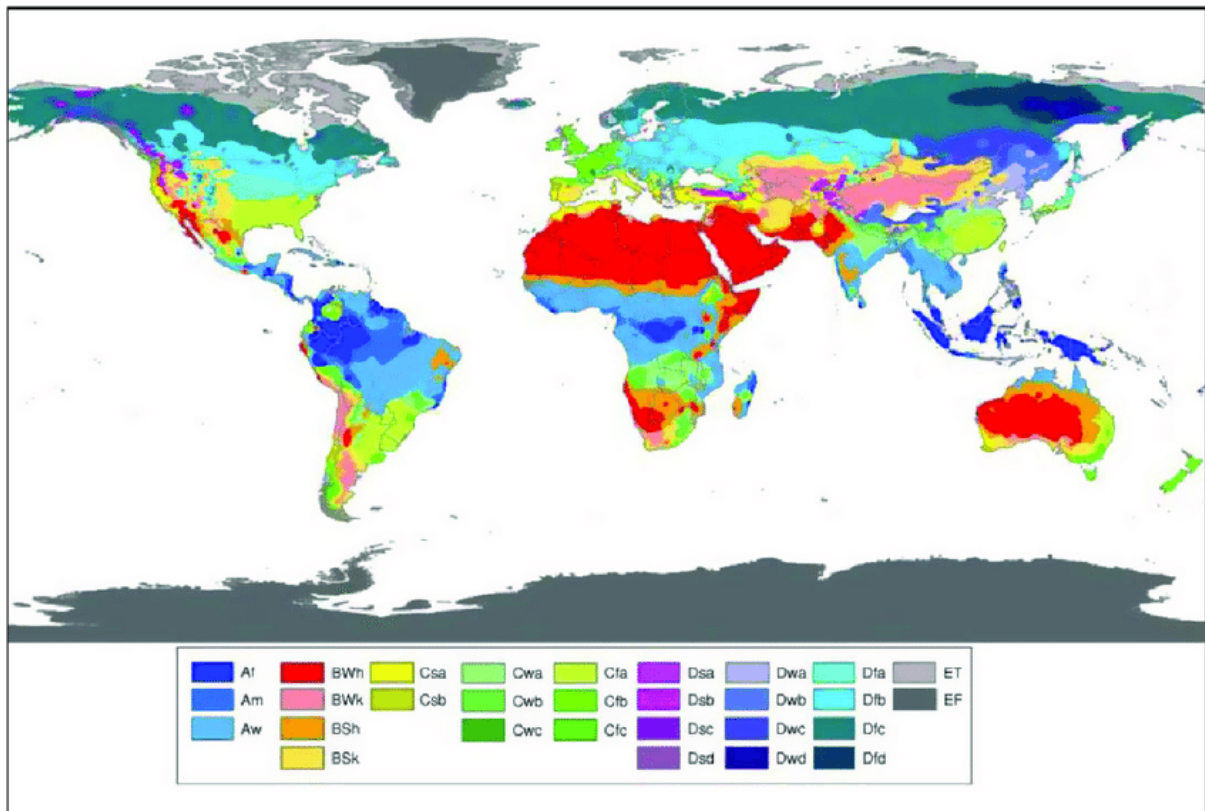 Af BWh Csa Cwa Cfa Dsa Dwa Dfa ET
Am BWk Csb Cwb Cfb Dsb Dwb Dfb EF
Aw BSh Cwc Cfc Dsc Dwc Dfc
BSk Dsd Dwd Dfd